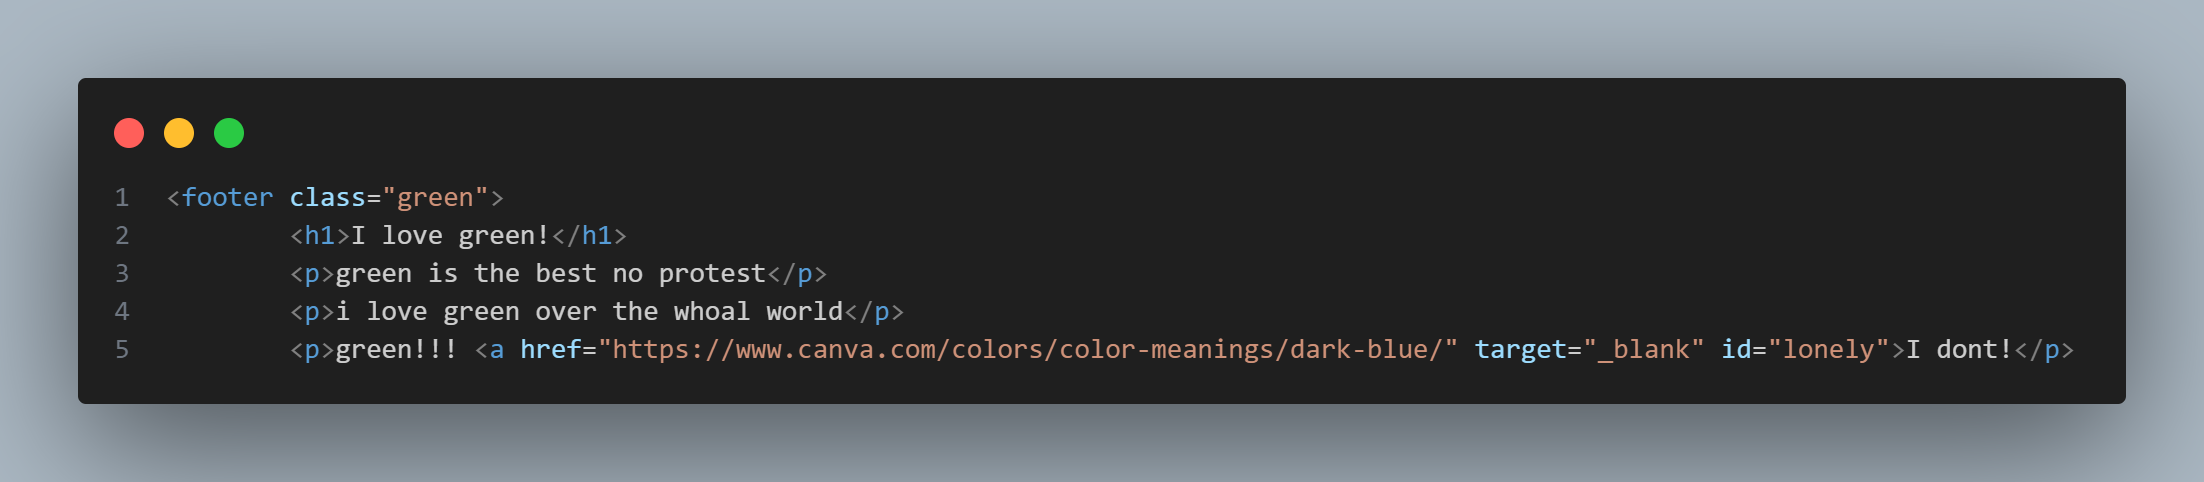 1 <footer class="green">
2 <h1>I love green!</h1>
3 <p>green is the best no protest</p>
4 <p>i love green over the whoal world</p>
5 <p>green!!! <a href="https://www.canva.com/colors/color-meanings/dark-blue/" target="_blank" id="lonely">I dont!</p>